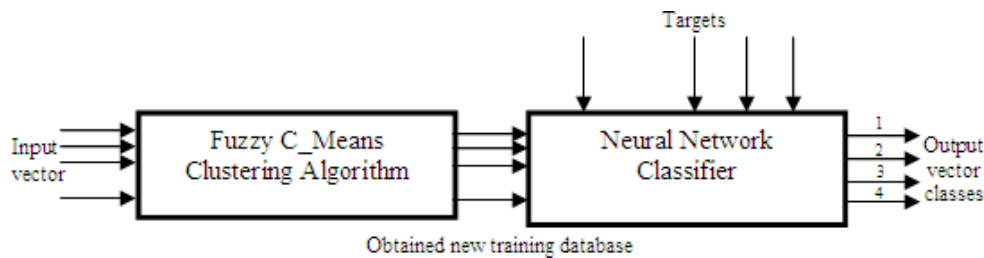 Targets
Input
vector
Fuzzy C_Means
Clustering Algorithm
Neural Network
Classifier
1
2
3
4
Output
vector
classes
Obtained new training database